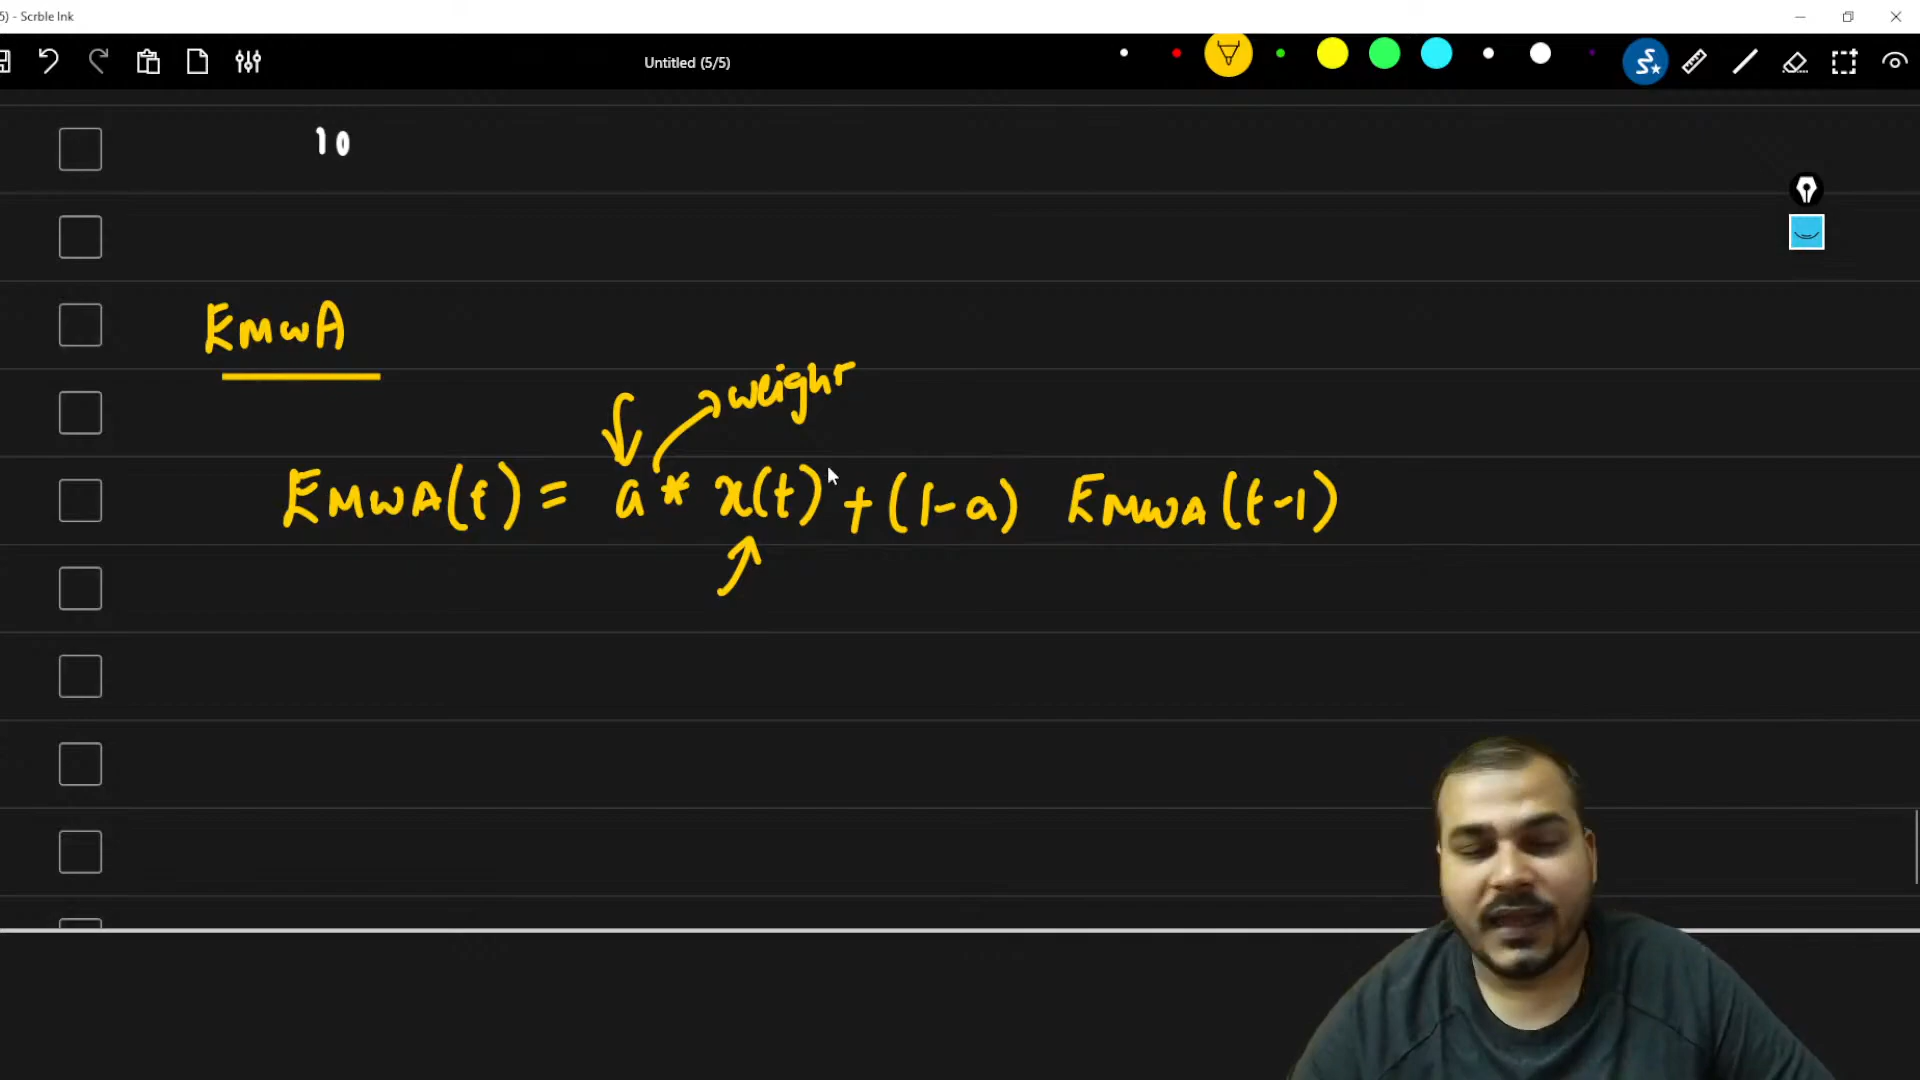 5) - Scrble Ink
Untitled (5/5)
10
EMWA
weight
EMWA(t) = a * x(t) + (1-a) EMWA(t-1)